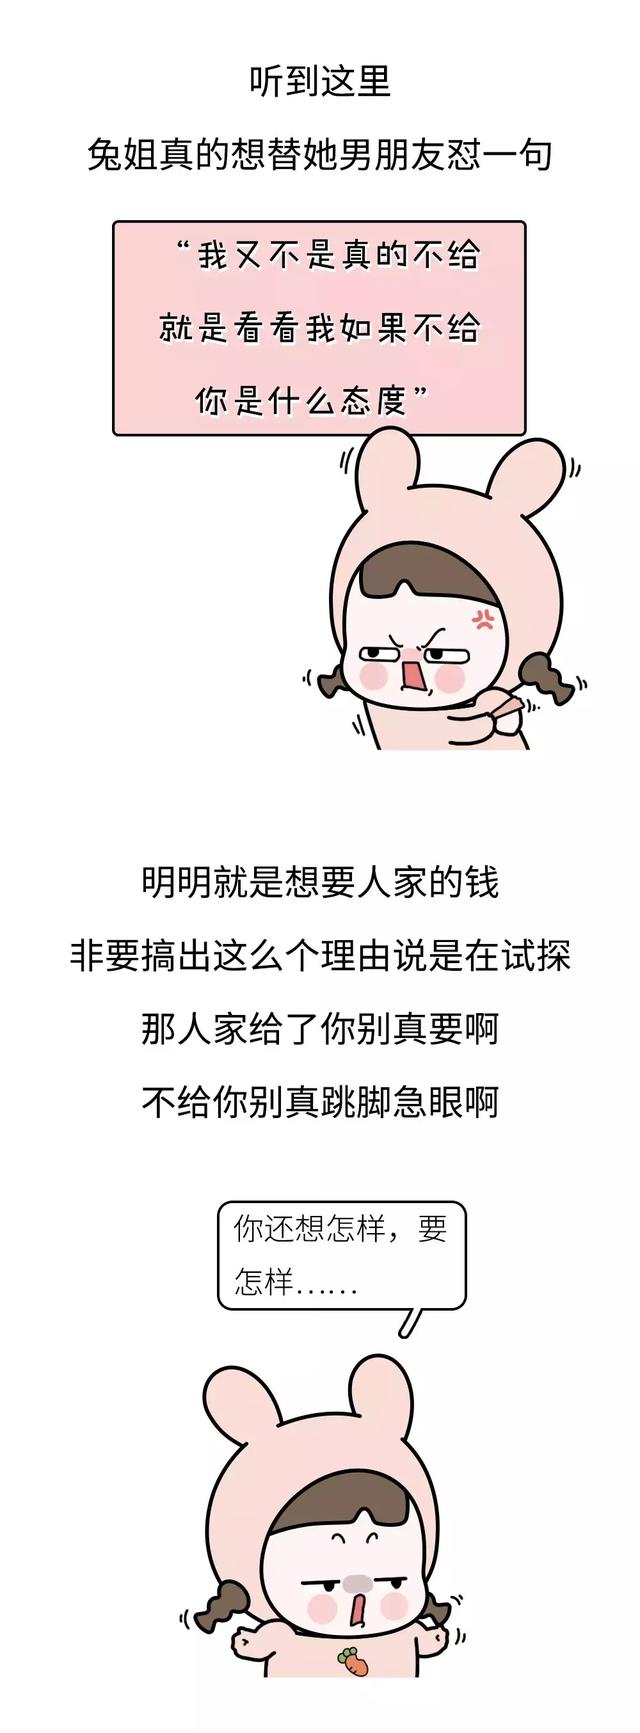 听到这里
兔姐真的想替她男朋友怼一句
“我又不是真的不给
就是看看我如果不给
你是什么态度”
明明就是想要人家的钱
非要搞出这么个理由说是在试探
那人家给了你别真要啊
不给你别真跳脚急眼啊
你还想怎样，要
怎样……